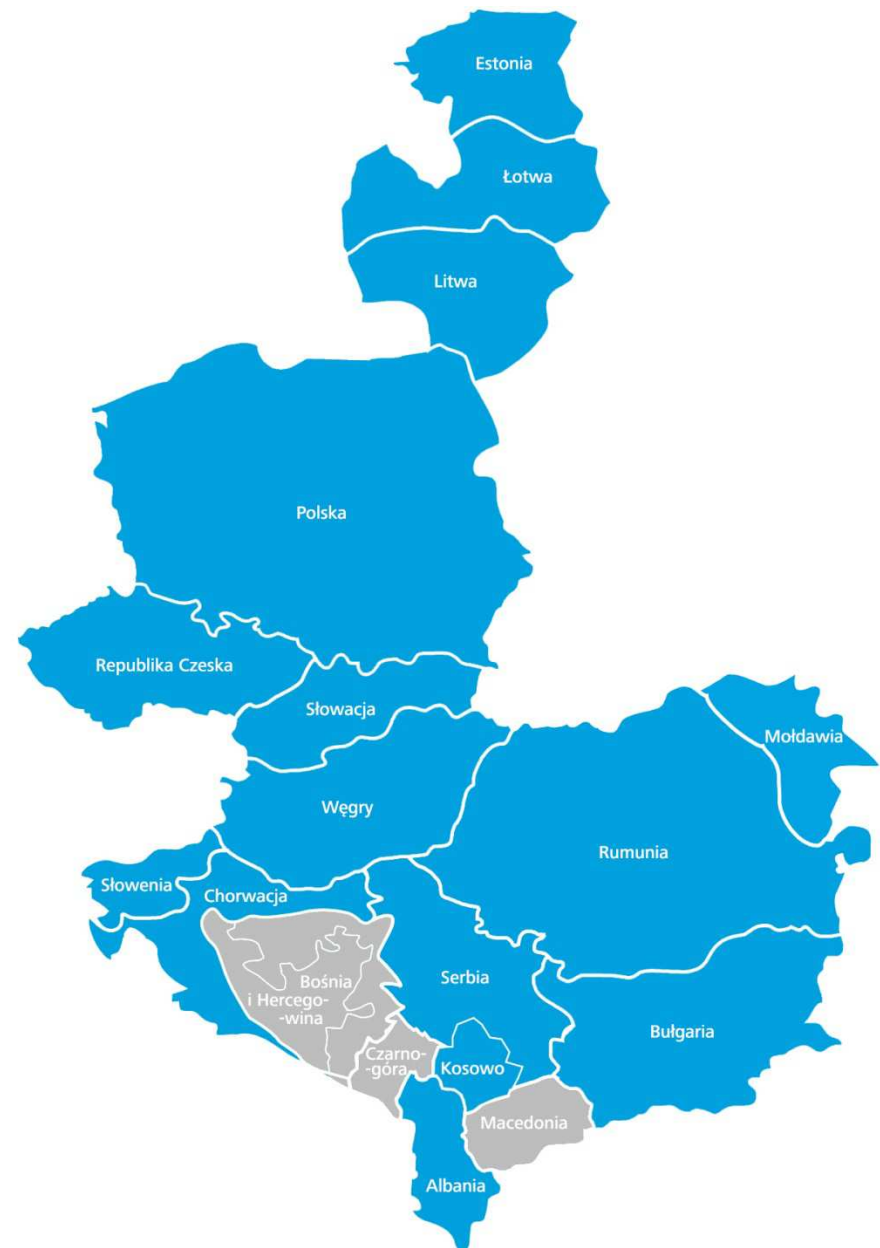 Estonia
Łotwa
Litwa
Polska
Republika Czeska
Słowacja
Mołdawia
Węgry
Rumunia
Słowenia
Chorwacja
Bośnia
i Hercego-
-wina
Serbia
Bułgaria
Czarno-
-góra
Kosowo
Macedonia
Albania